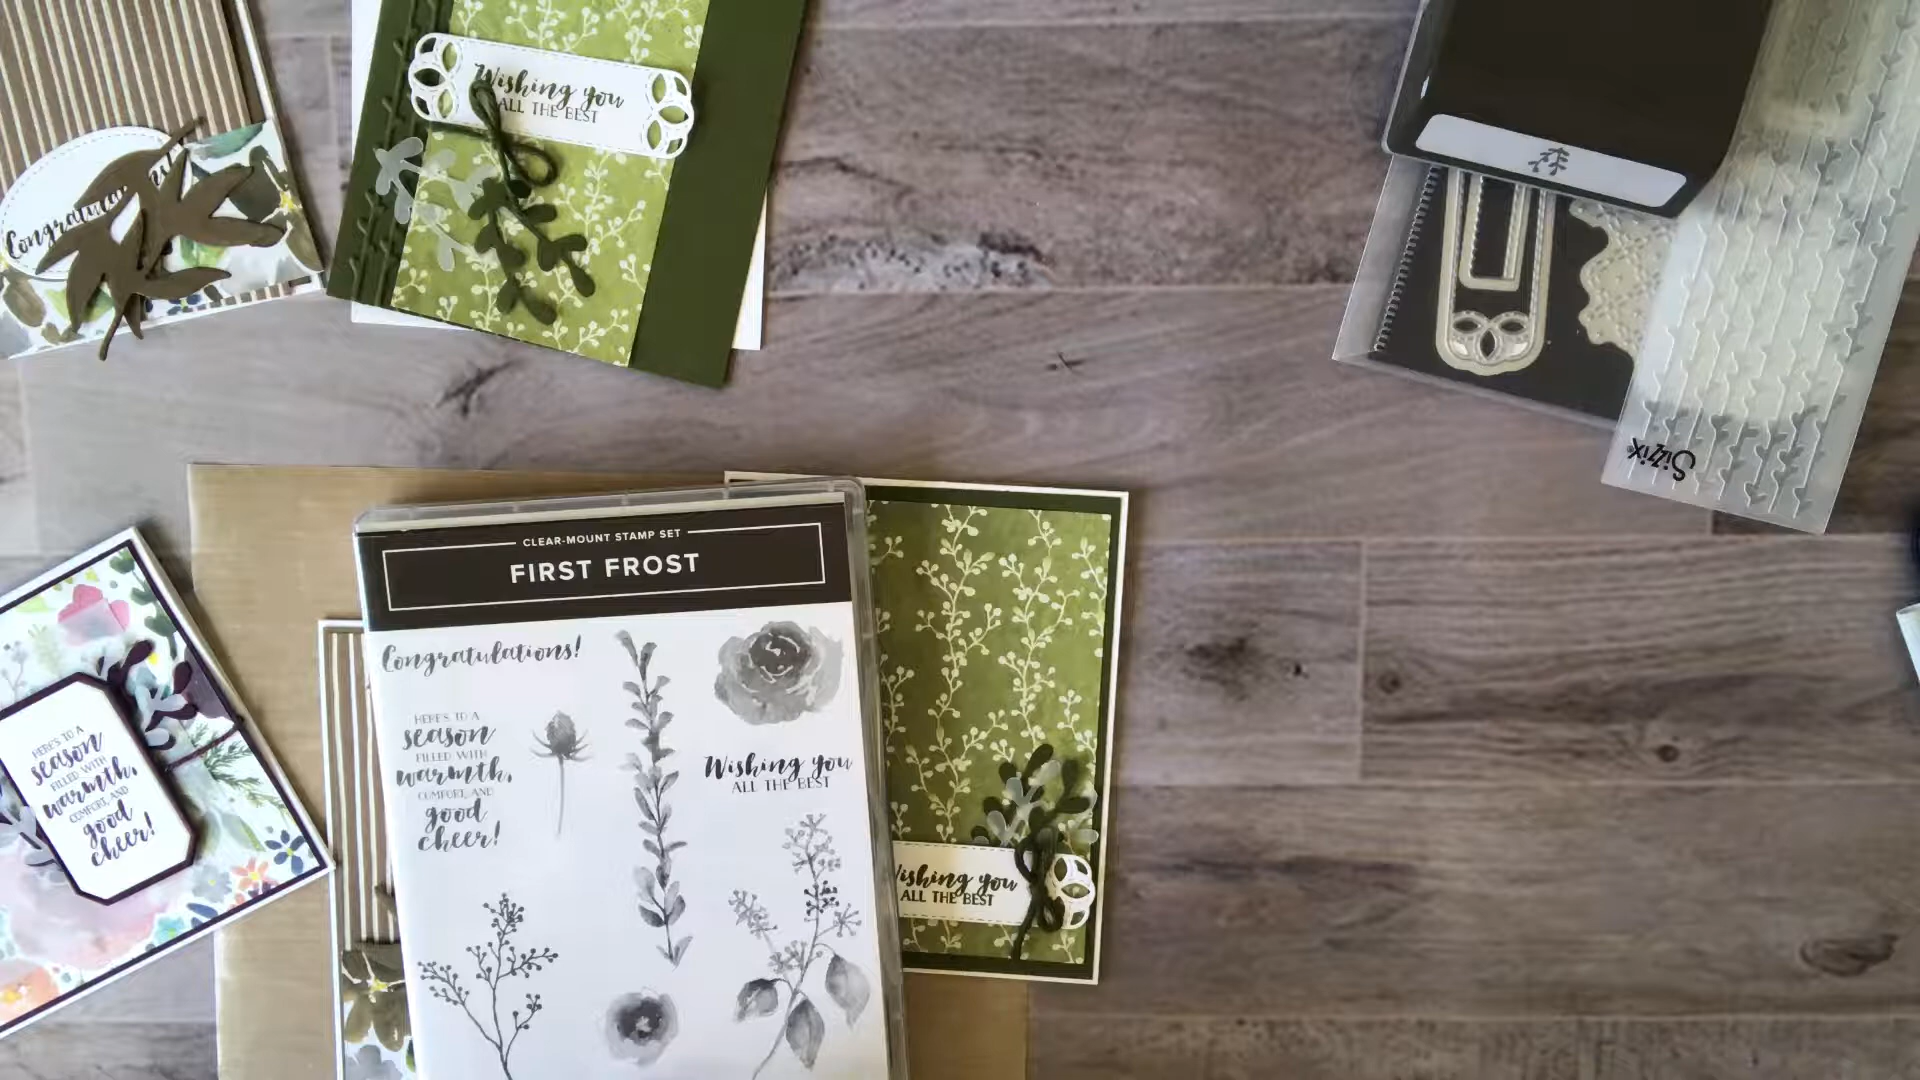 Wishing you
ALL THE BEST
Sizzix
CLEAR-MOUNT STAMP SET
FIRST FROST
Congratulations!
HERE'S TO A
season
FILLED WITH
warmth,
COMFORT, AND
good
cheer!
Wishing you
ALL THE BEST
HERE'S TO A
season
FILLED WITH
warmth,
COMFORT, AND
good
cheer!
Wishing you
ALL THE BEST